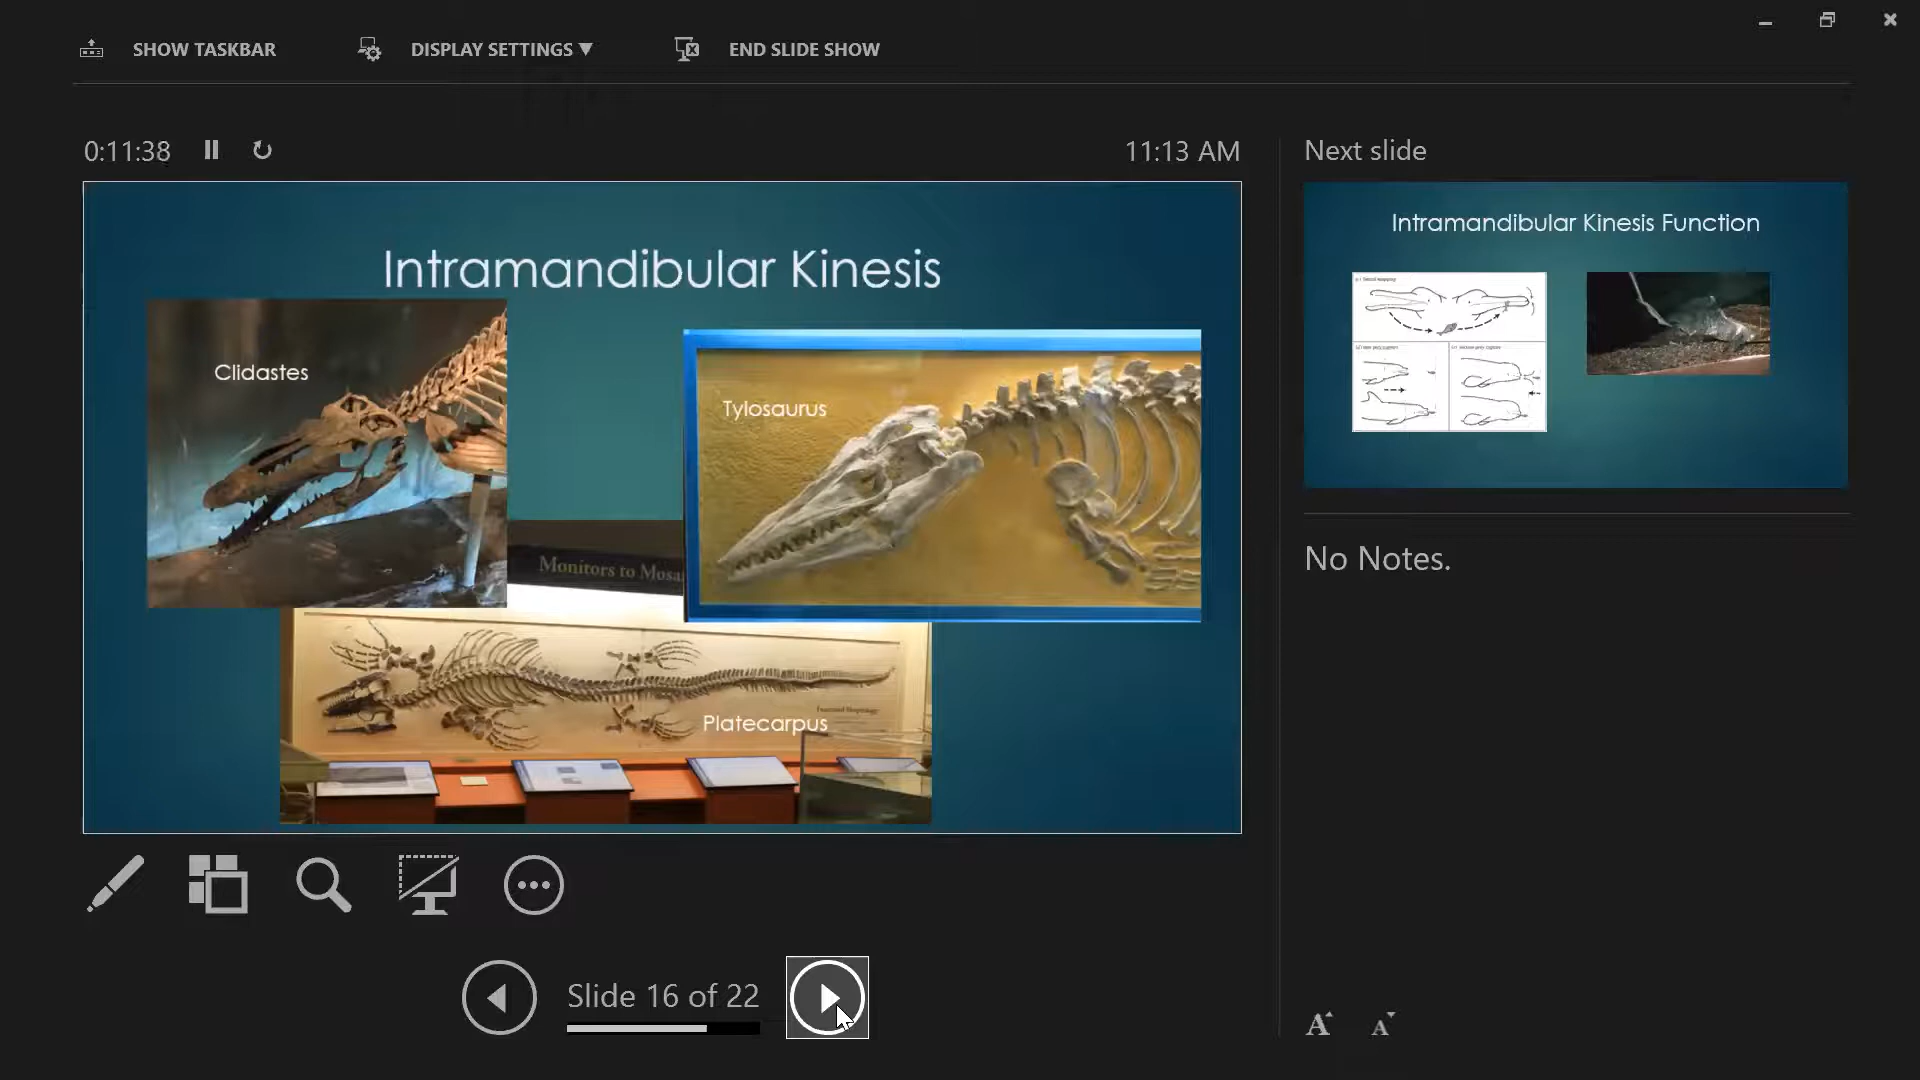 SHOW TASKBAR
DISPLAY SETTINGS ▼
END SLIDE SHOW
0:11:38
11:13 AM
Next slide
Intramandibular Kinesis
Clidastes
Tylosaurus
Monitors to Mosa
Platecarpus
Intramandibular Kinesis Function
No Notes.
Slide 16 of 22
A
A